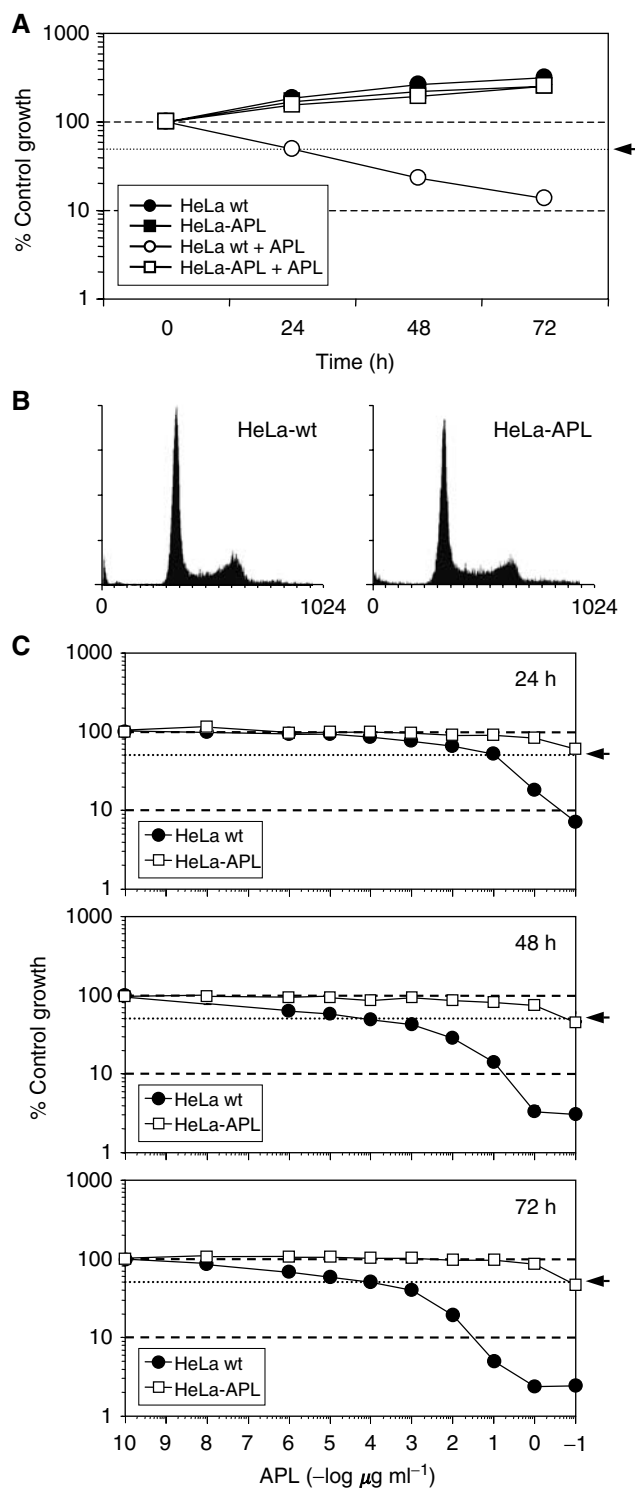 A
1000
100
10
1
% Control growth
HeLa wt
HeLa-APL
HeLa wt + APL
HeLa-APL + APL
0 24 48 72
Time (h)
B
HeLa-wt
HeLa-APL
0 1024 0 1024
C
1000
100
10
1
24 h
HeLa wt
HeLa-APL
% Control growth
1000
100
10
1
48 h
HeLa wt
HeLa-APL
1000
100
10
1
72 h
HeLa wt
HeLa-APL
10 9 8 7 6 5 4 3 2 1 0 −1
APL (−log μg ml⁻¹)